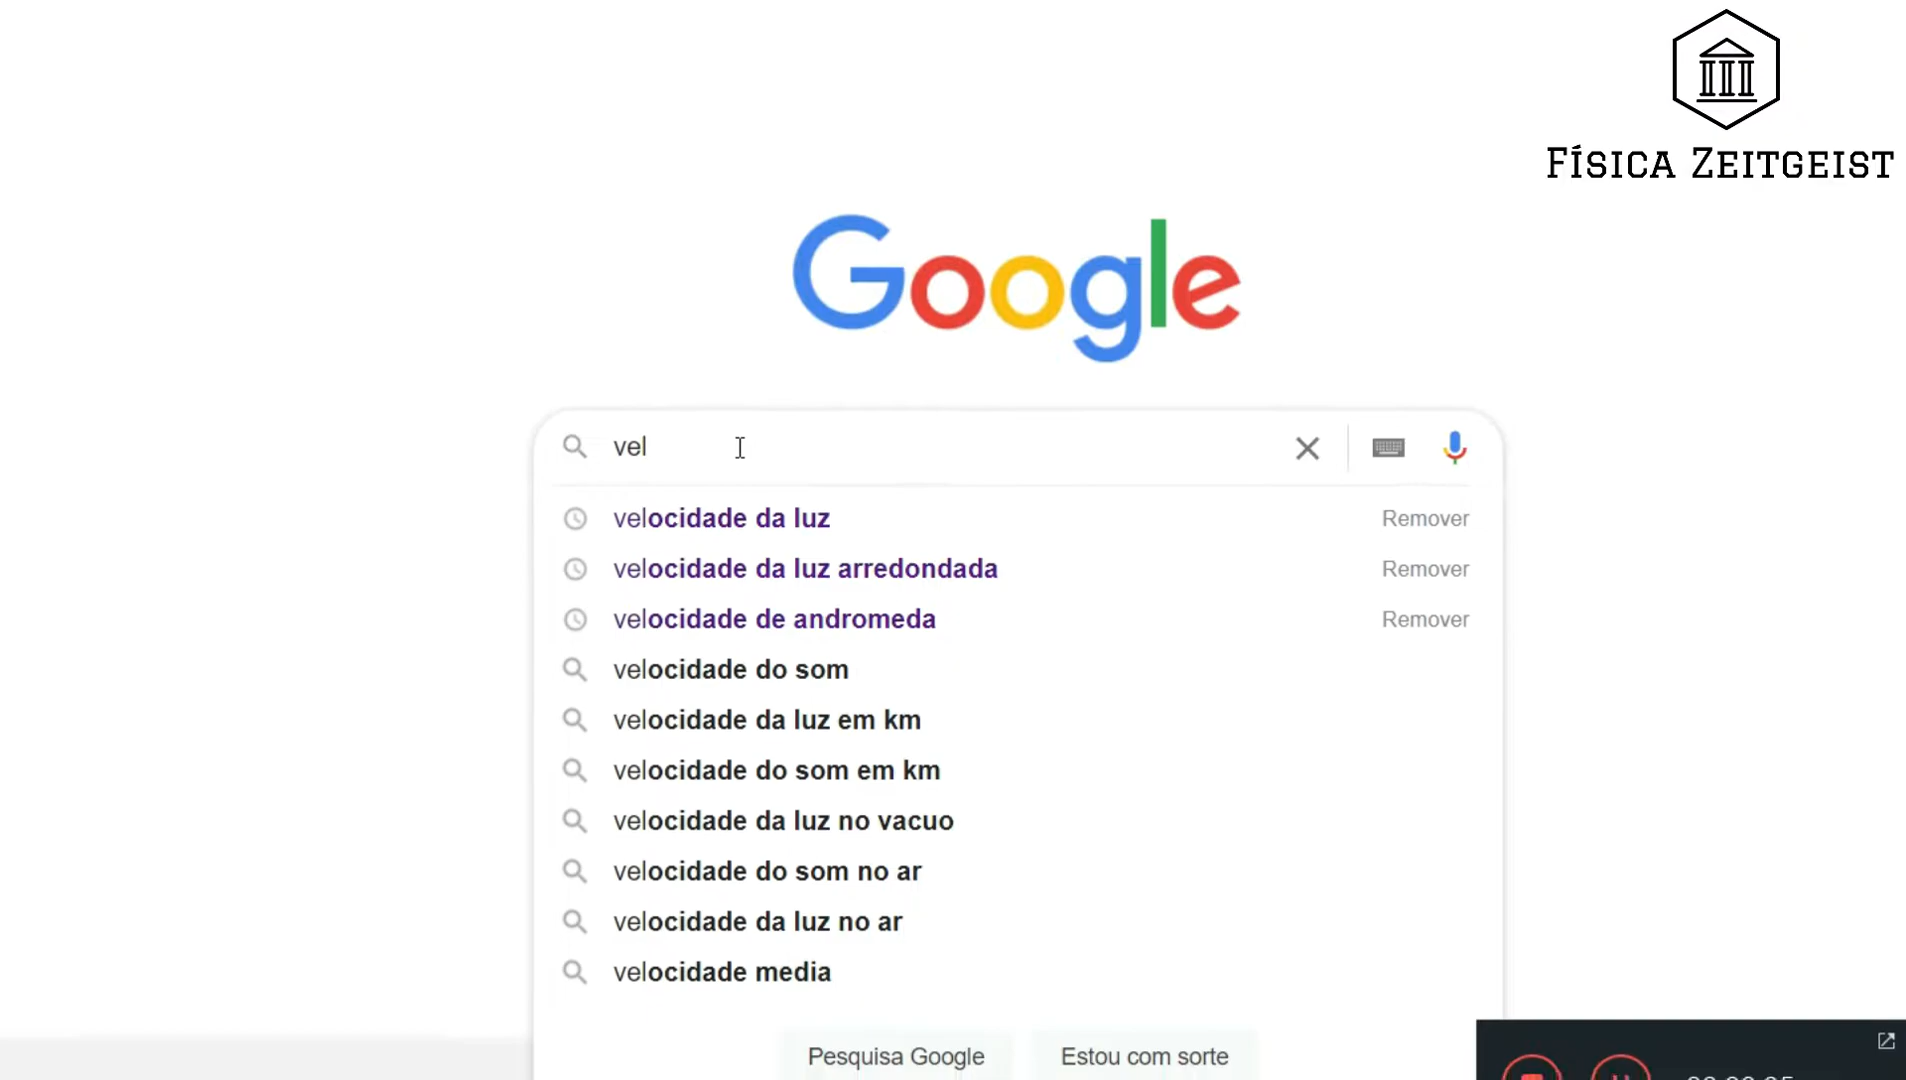 FÍSICA ZEITGEIST
Google
vel
velocidade da luz Remover
velocidade da luz arredondada Remover
velocidade de andromeda Remover
velocidade do som
velocidade da luz em km
velocidade do som em km
velocidade da luz no vacuo
velocidade do som no ar
velocidade da luz no ar
velocidade media
Pesquisa Google Estou com sorte